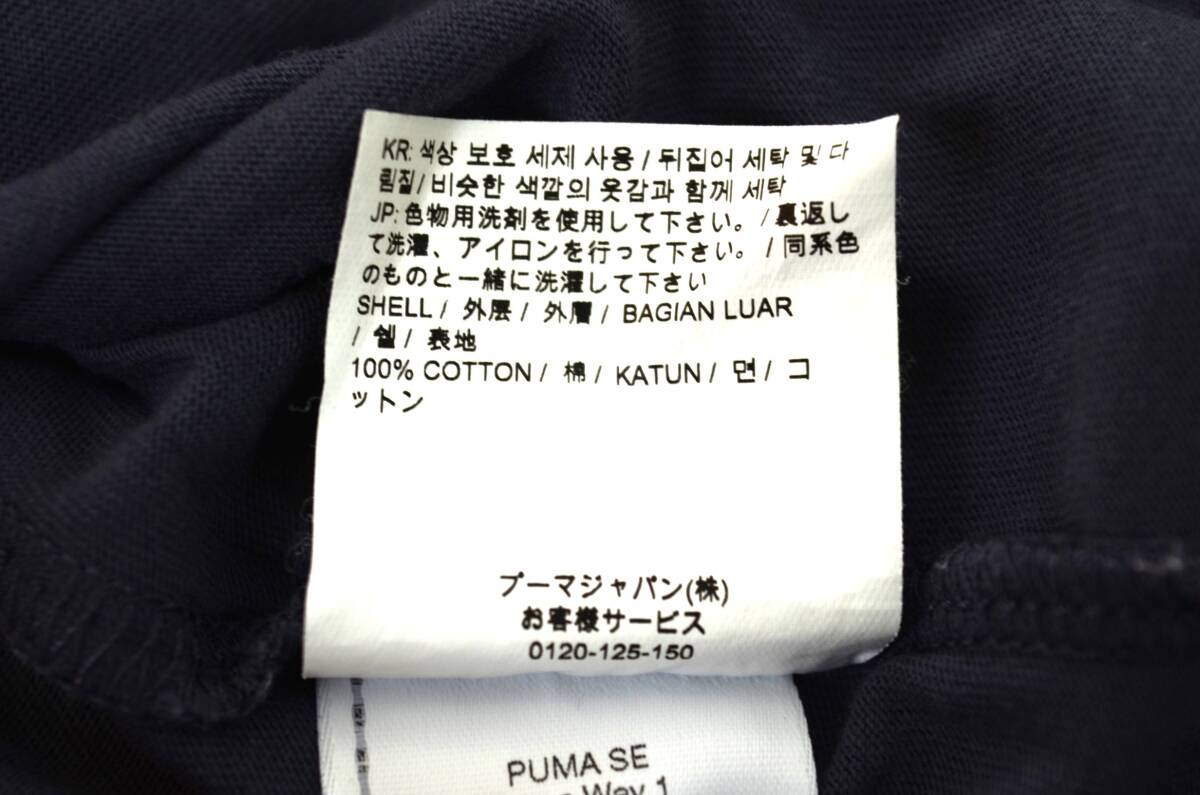 KR: 색상 보호 세제 사용 / 뒤집어 세탁 및 다
림질 / 비슷한 색깔의 옷감과 함께 세탁
JP: 色物用洗剤を使用して下さい。 / 裏返し
て洗濯、アイロンを行って下さい。 / 同系色
のものと一緒に洗濯して下さい
SHELL / 外层 / 外層 / BAGIAN LUAR
/ 쉘 / 表地
100% COTTON / 棉 / KATUN / 면 / コ
ットン
プーマジャパン(株)
お客様サービス
0120-125-150
PUMA SE
Way 1